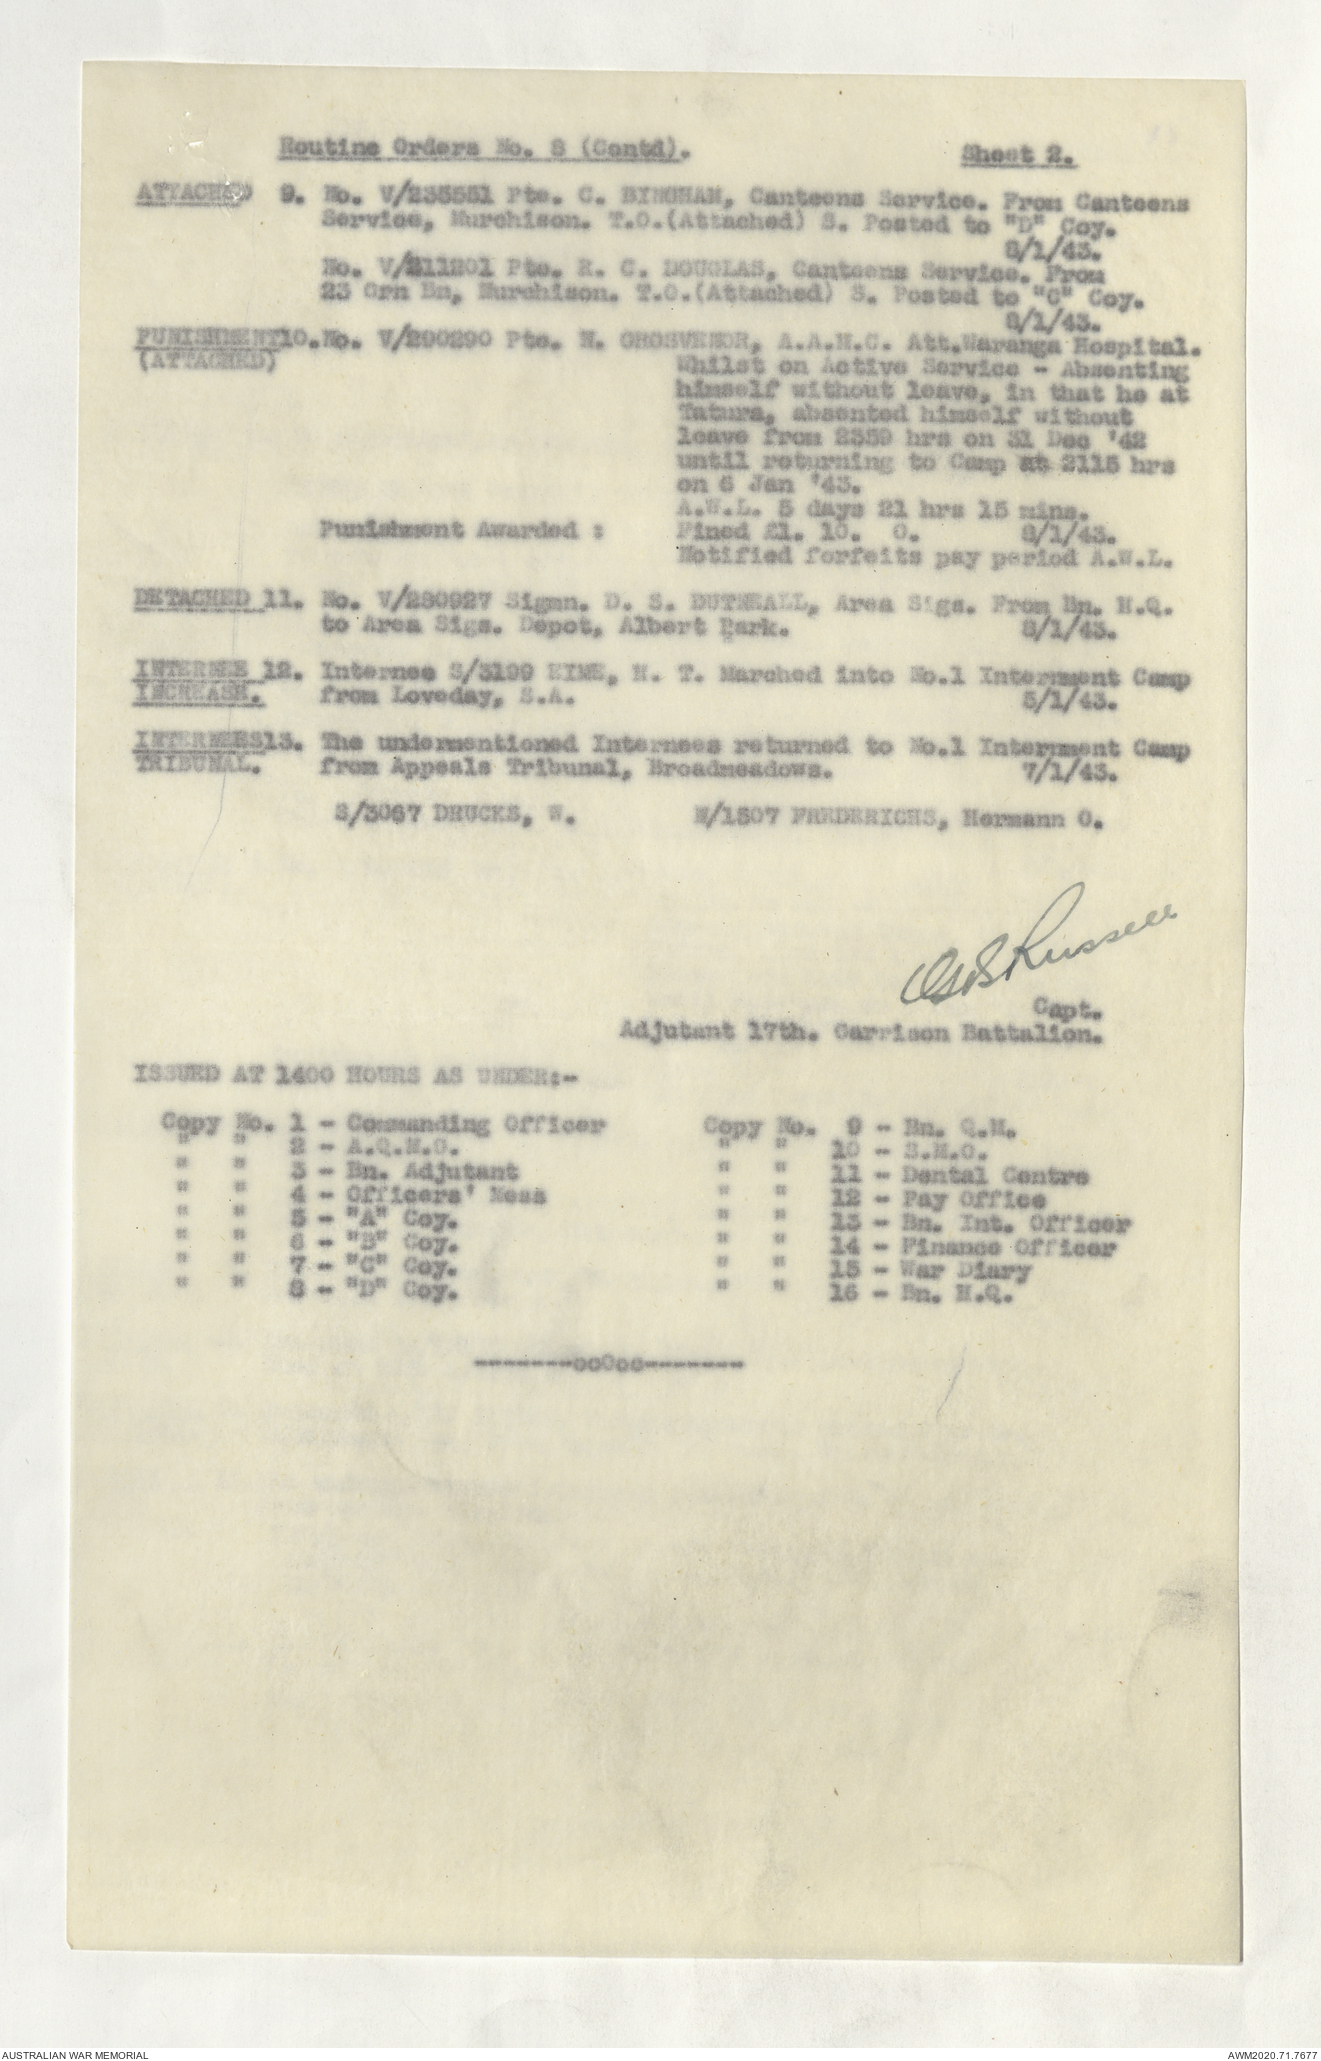 Routine Orders No. 8 (Contd).
Sheet 2.
ATTACHED 9. No. V/235551 Pte. C. BINGHAM, Canteens Service. From Canteens
Service, Murchison. T.O.(Attached) S. Posted to "D" Coy.
8/1/43.
No. V/211201 Pte. R. C. DOUGLAS, Canteens Service. From
23 Grn Bn, Murchison. T.O.(Attached) S. Posted to "C" Coy.
8/1/43.
PUNISHMENT 10. No. V/290290 Pte. H. GROSVENOR, A.A.M.C. Att.Waranga Hospital.
(ATTACHED)
Whilst on Active Service - Absenting
himself without leave, in that he at
Tatura, absented himself without
leave from 2359 hrs on 31 Dec '42
until returning to Camp at 2115 hrs
on 6 Jan '43.
A.W.L. 5 days 21 hrs 15 mins.
Punishment Awarded : Fined £1. 10. 0. 8/1/43.
Notified forfeits pay period A.W.L.
DETACHED 11. No. V/280927 Sigmn. D. S. DUTNALL, Area Sigs. From Bn. H.Q.
to Area Sigs. Depot, Albert Park. 8/1/43.
INTERNEE 12. Internee S/3199 H. T. Marched into No.1 Internment Camp
INCREASE. from Loveday, S.A. 5/1/43.
INTERNEES 13. The undermentioned Internees returned to No.1 Internment Camp
TRIBUNAL. from Appeals Tribunal, Broadmeadows. 7/1/43.
S/3067 DRUCKS, W. N/1507 FREDERICHS, Hermann O.
Russell
Capt.
Adjutant 17th. Garrison Battalion.
ISSUED AT 1400 HOURS AS UNDER:-
Copy No. 1 - Commanding Officer Copy No. 9 - Bn. Q.M.
" " 2 - A.Q.M.G. " " 10 - S.M.O.
" " 3 - Bn. Adjutant " " 11 - Dental Centre
" " 4 - Officers' Mess " " 12 - Pay Office
" " 5 - "A" Coy. " " 13 - Bn. Int. Officer
" " 6 - "B" Coy. " " 14 - Finance Officer
" " 7 - "C" Coy. " " 15 - War Diary
" " 8 - "D" Coy. " " 16 - Bn. H.Q.
-------ooOoo-------
AUSTRALIAN WAR MEMORIAL
AWM2020.71.7677